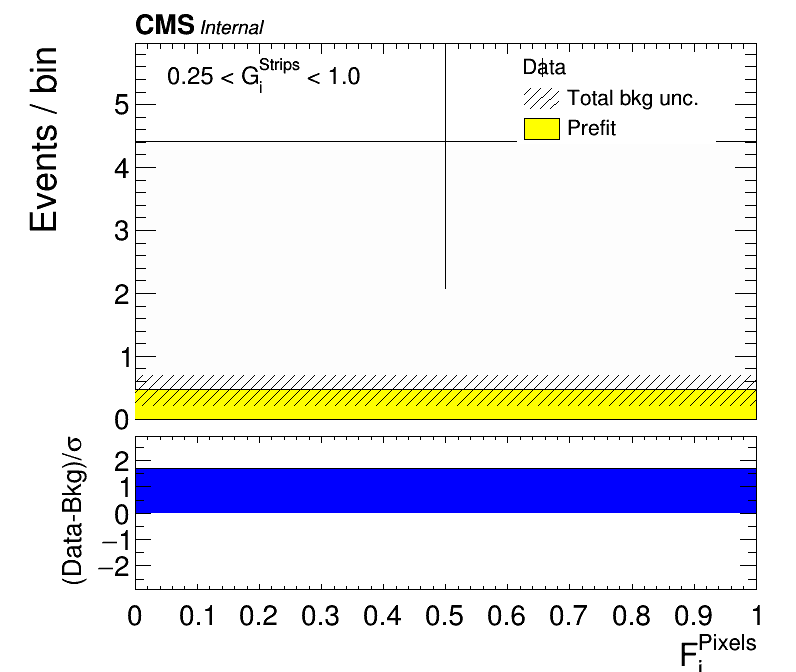 CMS Internal
0.25 < G_i^Strips < 1.0
Data
Total bkg unc.
Prefit
Events / bin
5
4
3
2
1
0
(Data-Bkg)/σ
2
1
0
−1
−2
0 0.1 0.2 0.3 0.4 0.5 0.6 0.7 0.8 0.9 1
F_i^Pixels